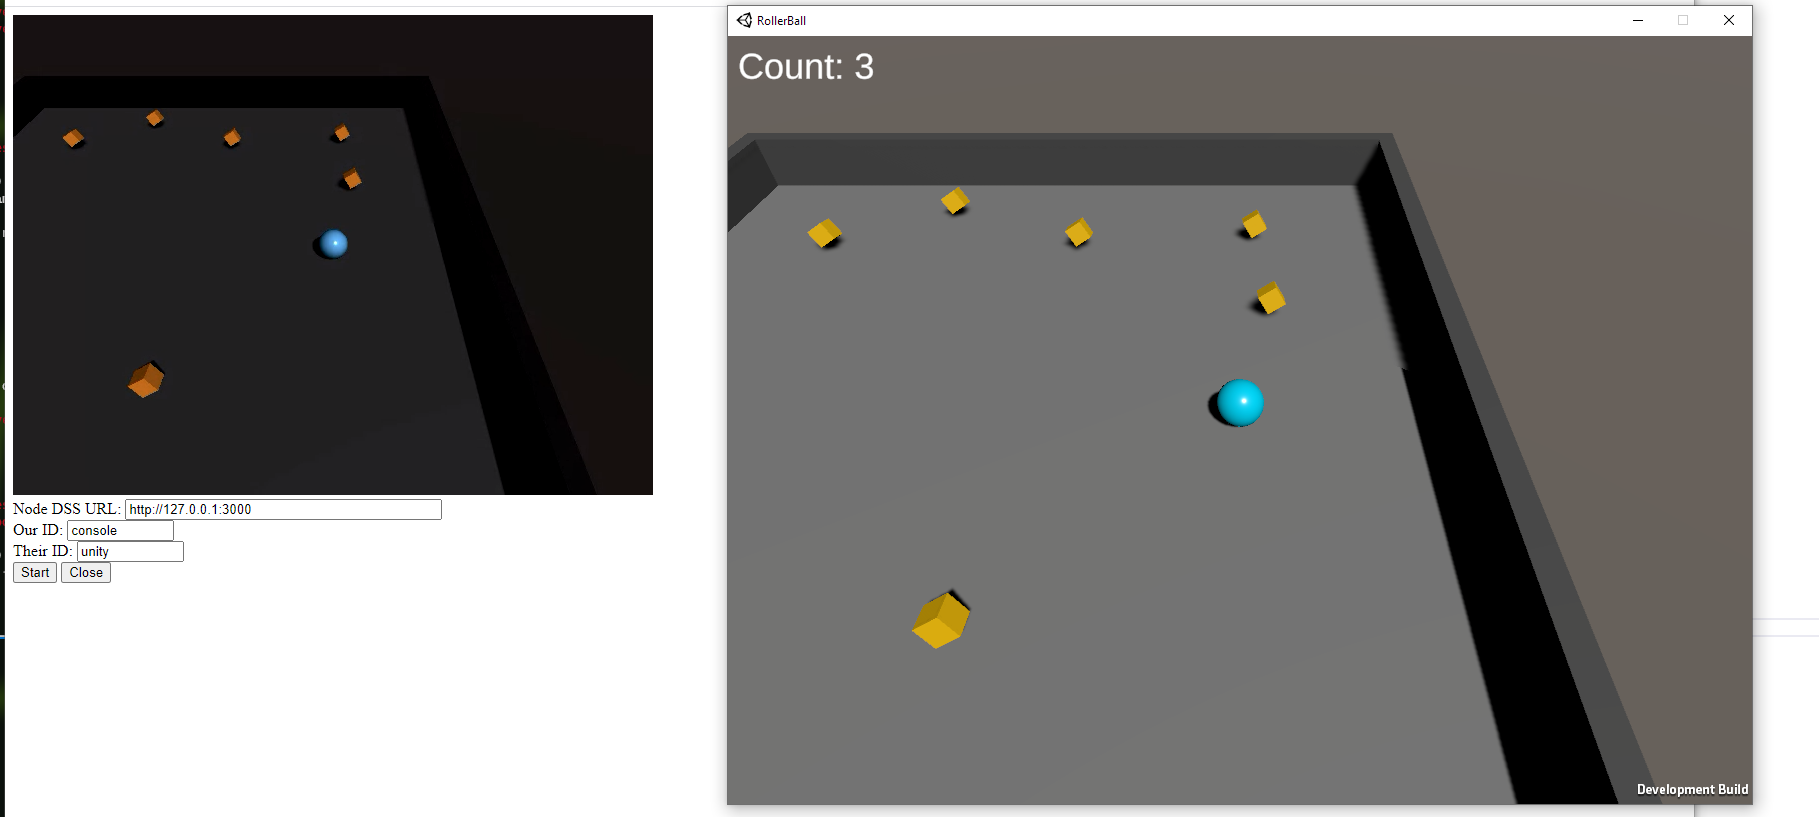 Node DSS URL: http://127.0.0.1:3000
Our ID: console
Their ID: unity
Start Close
RollerBall
Count: 3
Development Build